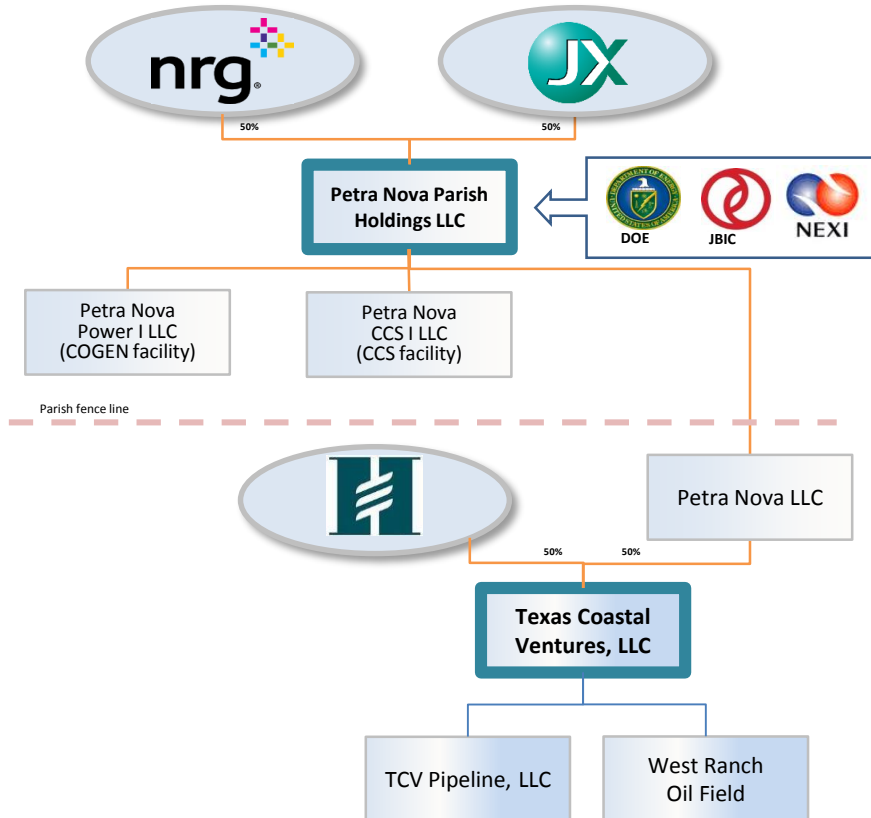 nrg®
JX
50%
50%
Petra Nova Parish
Holdings LLC
DOE
JBIC
NEXI
Petra Nova
Power I LLC
(COGEN facility)
Petra Nova
CCS I LLC
(CCS facility)
Parish fence line
H
Petra Nova LLC
50%
50%
Texas Coastal
Ventures, LLC
TCV Pipeline, LLC
West Ranch
Oil Field